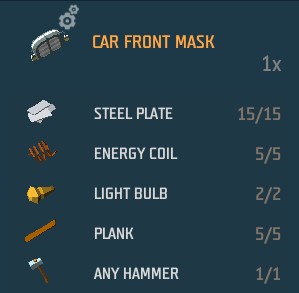 CAR FRONT MASK
1x
STEEL PLATE 15/15
ENERGY COIL 5/5
LIGHT BULB 2/2
PLANK 5/5
ANY HAMMER 1/1